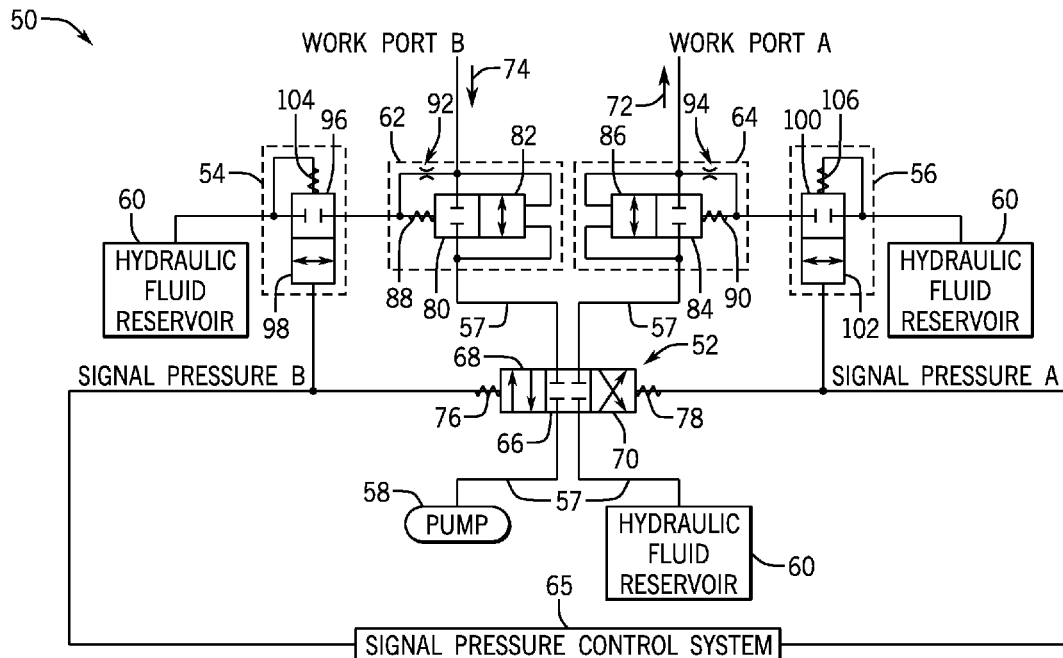 50
WORK PORT B
WORK PORT A
74
72
104
96
62
92
82
86
94
64
100
106
54
56
60
60
HYDRAULIC
FLUID
RESERVOIR
HYDRAULIC
FLUID
RESERVOIR
98
88
80
84
90
102
57
57
68
52
SIGNAL PRESSURE B
SIGNAL PRESSURE A
76
66
70
78
58
57
PUMP
HYDRAULIC
FLUID
RESERVOIR
60
65
SIGNAL PRESSURE CONTROL SYSTEM